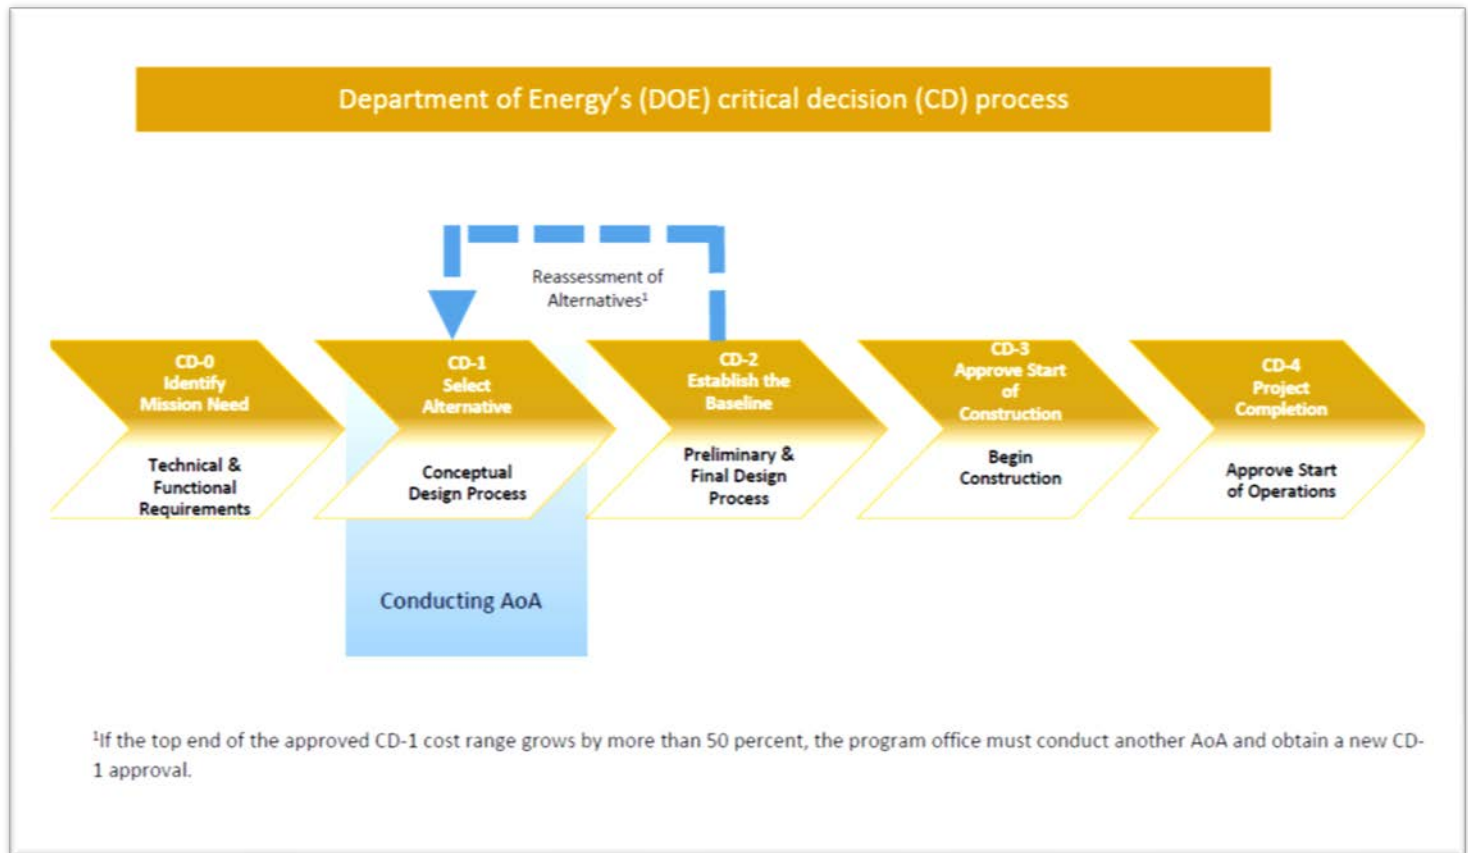 Department of Energy's (DOE) critical decision (CD) process
Reassessment of
Alternatives¹
CD-0
Identify
Mission Need
Technical &
Functional
Requirements
CD-1
Select
Alternative
Conceptual
Design Process
CD-2
Establish the
Baseline
Preliminary &
Final Design
Process
CD-3
Approve Start
of
Construction
Begin
Construction
CD-4
Project
Completion
Approve Start
of Operations
Conducting AoA
¹If the top end of the approved CD-1 cost range grows by more than 50 percent, the program office must conduct another AoA and obtain a new CD-
1 approval.